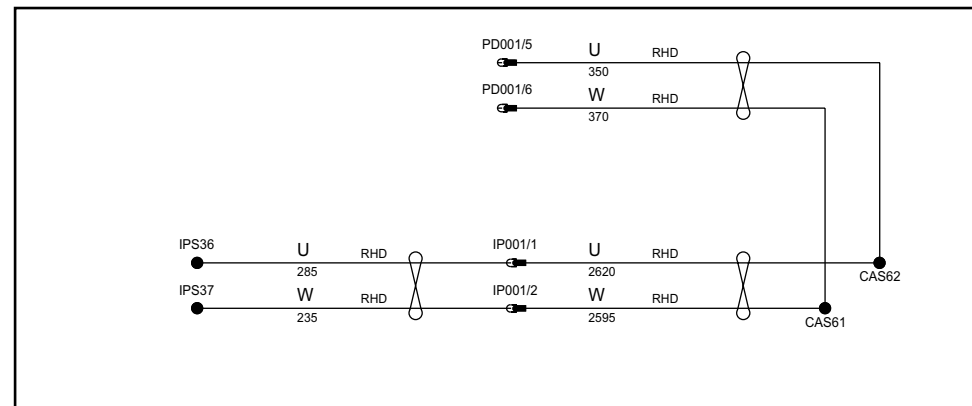 PD001/5 U RHD
350
PD001/6 W RHD
370
IPS36 U RHD IP001/1 U RHD
285 2620 CAS62
IPS37 W RHD IP001/2 W RHD
235 2595 CAS61